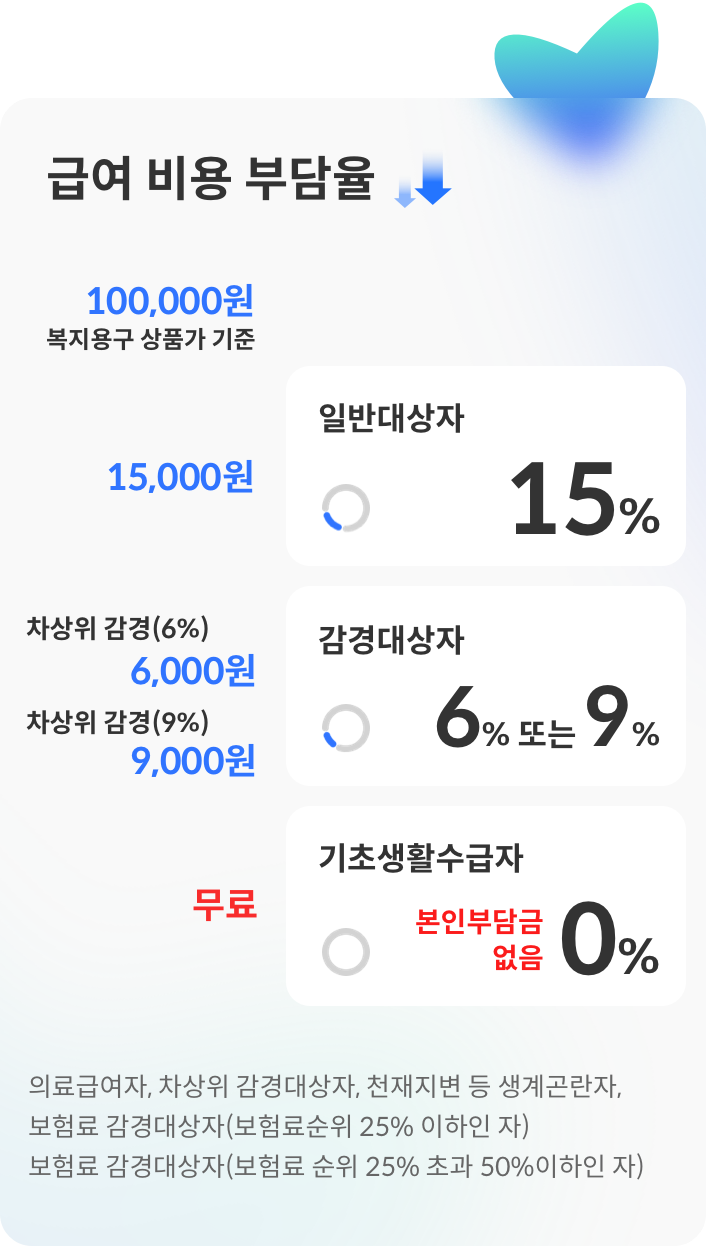 급여 비용 부담율
100,000원
복지용구 상품가 기준
일반대상자
15,000원
15%
차상위 감경(6%)
6,000원
차상위 감경(9%)
9,000원
감경대상자
6% 또는 9%
기초생활수급자
무료
본인부담금
없음
0%
의료급여자, 차상위 감경대상자, 천재지변 등 생계곤란자,
보험료 감경대상자(보험료순위 25% 이하인 자)
보험료 감경대상자(보험료 순위 25% 초과 50%이하인 자)